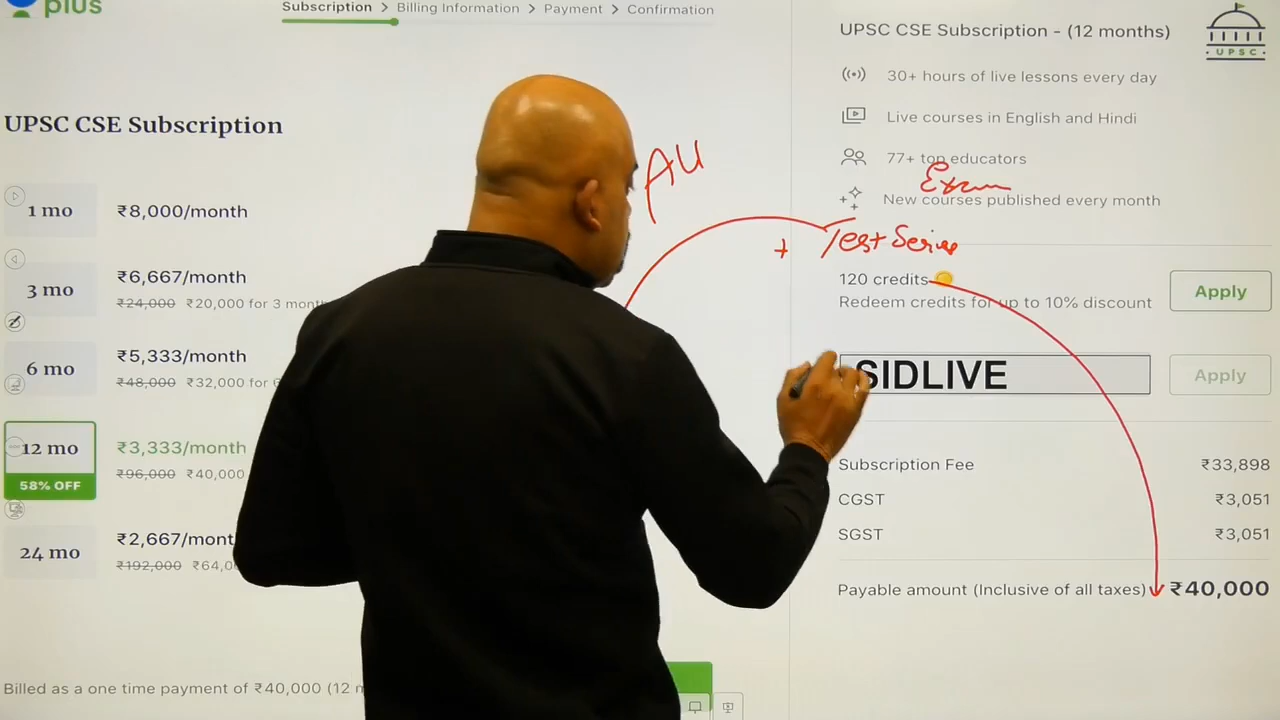 plus
Subscription > Billing Information > Payment > Confirmation
UPSC CSE Subscription
1 mo ₹8,000/month
3 mo ₹6,667/month
₹24,000 ₹20,000 for 3 mont
6 mo ₹5,333/month
₹48,000 ₹32,000 for
12 mo ₹3,333/month
58% OFF ₹96,000 ₹40,000
24 mo ₹2,667/mont
₹192,000 ₹64,0
Billed as a one time payment of ₹40,000 (12 m
All
UPSC CSE Subscription - (12 months)
UPSC
30+ hours of live lessons every day
Live courses in English and Hindi
77+ top educators
New courses published every month
+ Test Series
120 credits
Redeem credits for up to 10% discount
Apply
SIDLIVE
Apply
Subscription Fee ₹33,898
CGST ₹3,051
SGST ₹3,051
Payable amount (Inclusive of all taxes) ₹40,000